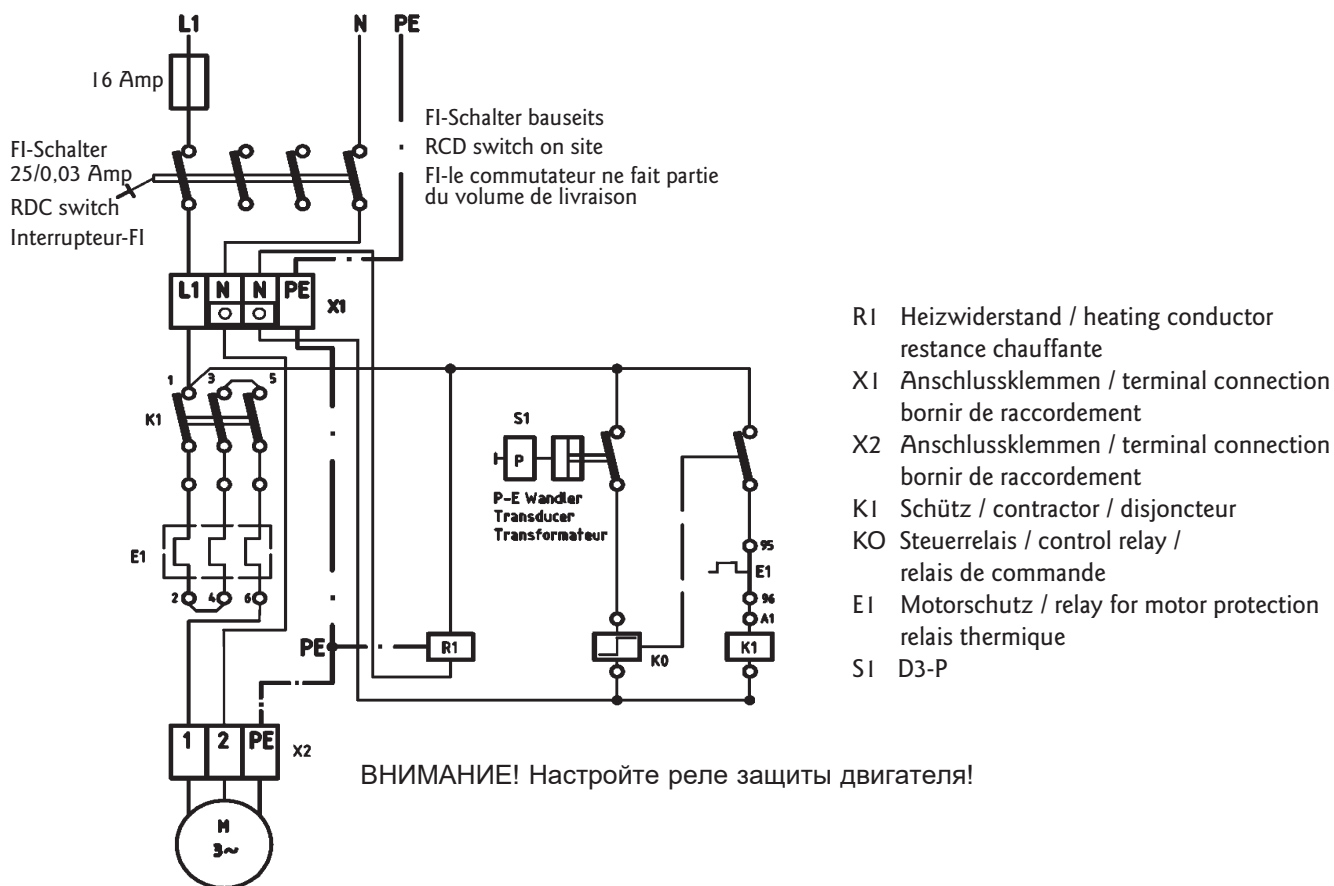 L1 N PE
16 Amp
FI-Schalter
25/0,03 Amp
RDC switch
Interrupteur-FI
FI-Schalter bauseits
RCD switch on site
FI-le commutateur ne fait partie
du volume de livraison
L1 N N PE
X1
1 3 5
K1
E1
2 4 6
S1
P
P-E Wandler
Transducer
Transformateur
95
E1
96
A1
PE
R1
K0
K1
1 2 PE
X2
M
3~
R1 Heizwiderstand / heating conductor
restance chauffante
X1 Anschlussklemmen / terminal connection
bornir de raccordement
X2 Anschlussklemmen / terminal connection
bornir de raccordement
K1 Schütz / contractor / disjoncteur
KO Steuerrelais / control relay /
relais de commande
E1 Motorschutz / relay for motor protection
relais thermique
S1 D3-P
ВНИМАНИЕ! Настройте реле защиты двигателя!